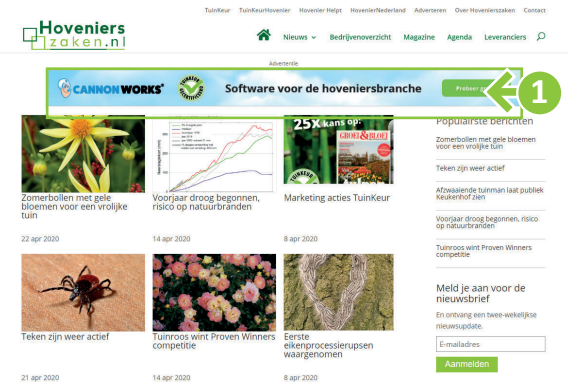 TuinKeur TuinKeurHovenier Hovenier Helpt HovenierNederland Adverteren Over Hovenierszaken Contact
Hoveniers
zaken.nl
Nieuws Bedrijvenoverzicht Magazine Agenda Leveranciers
Advertentie
CANNON WORKS
TUINKEUR
Software voor de hoveniersbranche
Probeer
1
25X kans op:
GROEI & BLOEI
TUINKEUR
Zomerbollen met gele
bloemen voor een vrolijke
tuin
22 apr 2020
Voorjaar droog begonnen,
risico op natuurbranden
14 apr 2020
Marketing acties TuinKeur
8 apr 2020
Teken zijn weer actief
21 apr 2020
Tuinroos wint Proven Winners
competitie
14 apr 2020
Eerste
eikenprocessierupsen
waargenomen
8 apr 2020
Populairste berichten
Zomerbollen met gele bloemen
voor een vrolijke tuin
Teken zijn weer actief
Afzwaaiende tuinman laat publiek
Keukenhof zien
Voorjaar droog begonnen, risico
op natuurbranden
Tuinroos wint Proven Winners
competitie
Meld je aan voor de
nieuwsbrief
En ontvang een twee-wekelijkse
nieuwsupdate.
E-mailadres
Aanmelden